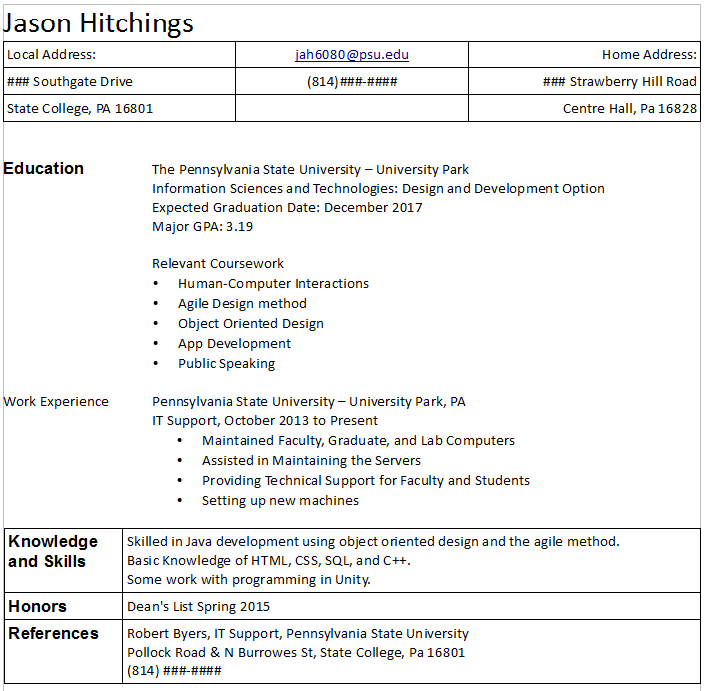 Jason Hitchings
Local Address: jah6080@psu.edu Home Address:
### Southgate Drive (814)###-#### ### Strawberry Hill Road
State College, PA 16801 Centre Hall, Pa 16828
Education The Pennsylvania State University – University Park
Information Sciences and Technologies: Design and Development Option
Expected Graduation Date: December 2017
Major GPA: 3.19
Relevant Coursework
• Human-Computer Interactions
• Agile Design method
• Object Oriented Design
• App Development
• Public Speaking
Work Experience Pennsylvania State University – University Park, PA
IT Support, October 2013 to Present
• Maintained Faculty, Graduate, and Lab Computers
• Assisted in Maintaining the Servers
• Providing Technical Support for Faculty and Students
• Setting up new machines
Knowledge Skilled in Java development using object oriented design and the agile method.
and Skills Basic Knowledge of HTML, CSS, SQL, and C++.
Some work with programming in Unity.
Honors Dean's List Spring 2015
References Robert Byers, IT Support, Pennsylvania State University
Pollock Road & N Burrowes St, State College, Pa 16801
(814) ###-####